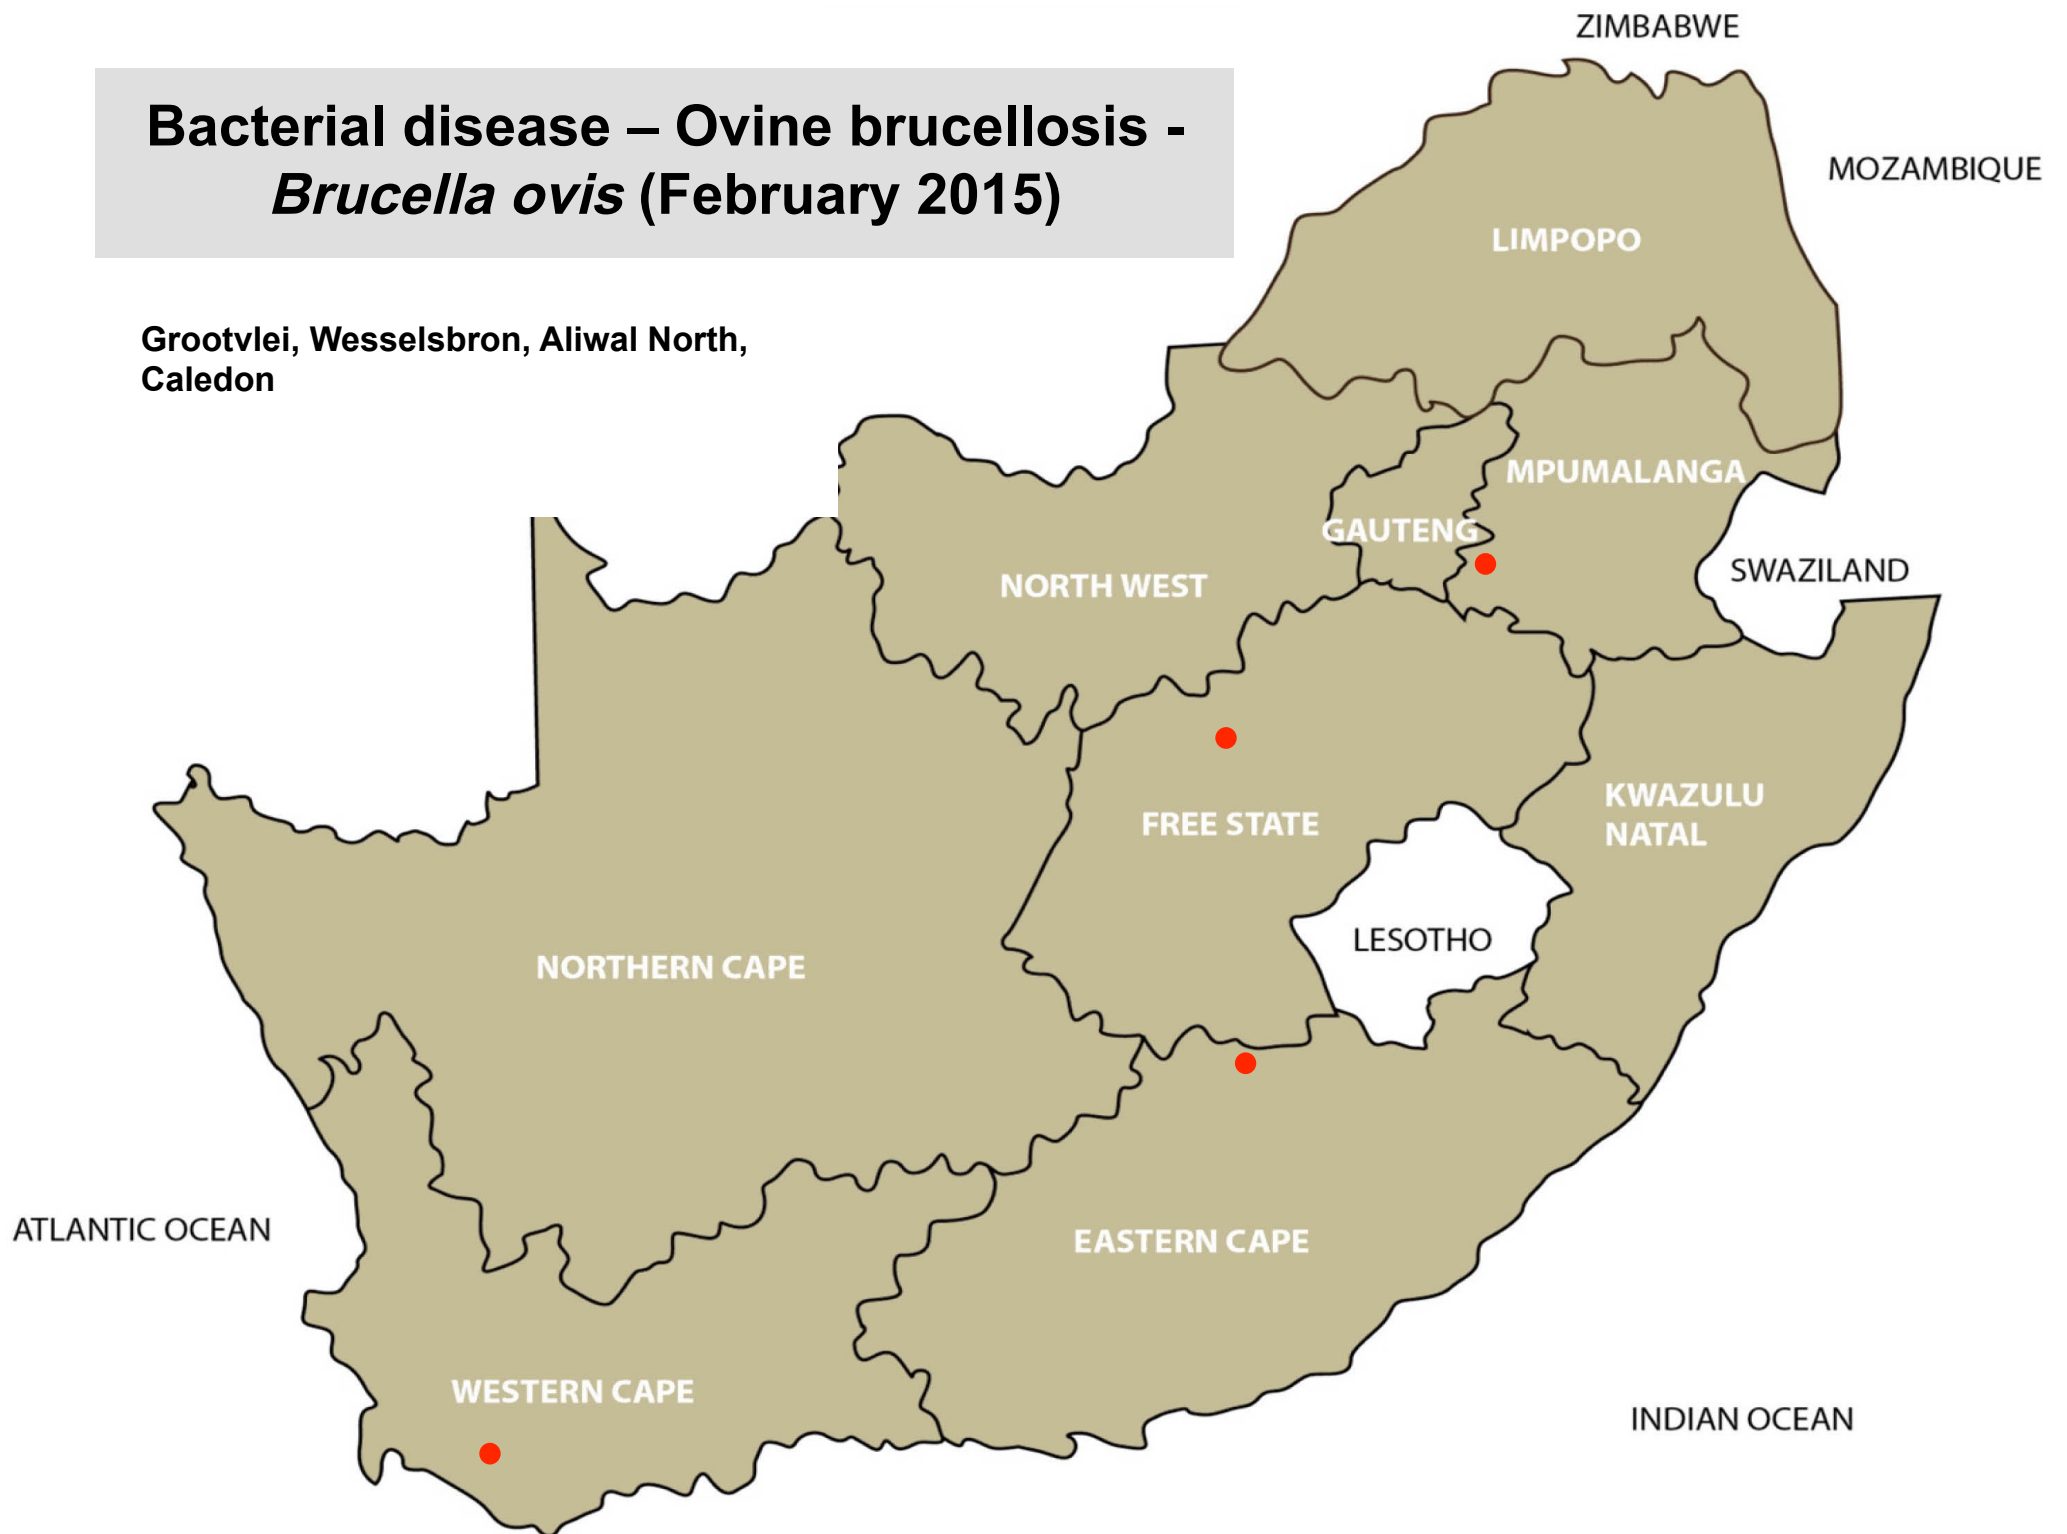 ZIMBABWE
Bacterial disease – Ovine brucellosis -
Brucella ovis (February 2015)
MOZAMBIQUE
LIMPOPO
Grootvlei, Wesselsbron, Aliwal North,
Caledon
MPUMALANGA
GAUTENG
SWAZILAND
NORTH WEST
KWAZULU
NATAL
FREE STATE
LESOTHO
NORTHERN CAPE
ATLANTIC OCEAN
EASTERN CAPE
WESTERN CAPE
INDIAN OCEAN